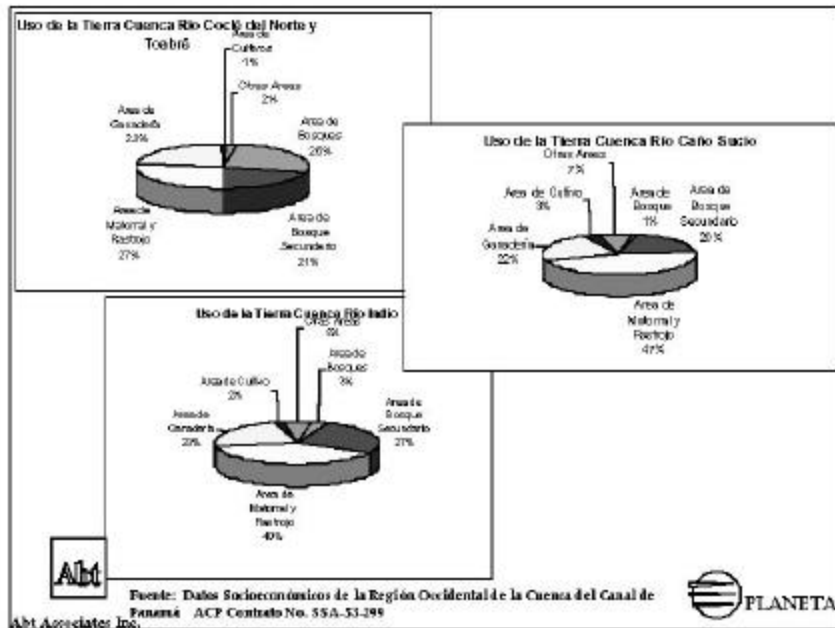 Uso de la Tierra Cuenca Río Coclé del Norte y
Toabré
Area de
Cultivos
1%
Otras Areas
2%
Area de
Ganadería
Area de
Bosques
26%
Area de
Matorral y
Rastrojo
27%
Area de
Bosque
Secundario
21%
Uso de la Tierra Cuenca Río Caño Sucio
Otras Areas
7%
Area de Cultivo
3%
Area de
Bosque
1%
Area de
Bosque
Secundario
Area de
Ganadería
22%
Area de
Matorral y
Rastrojo
Uso de la Tierra Cuenca Río Indio
Otras Areas
Area de
Bosques
3%
Area de Cultivo
2%
Area de
Ganadería
Area de
Bosque
Secundario
27%
Area de
Matorral y
Rastrojo
Abt
Abt Associates Inc.
Fuente: Datos Socioeconómicos de la Región Occidental de la Cuenca del Canal de
Panamá ACP Contrato No. SSA-53-299
PLANETA